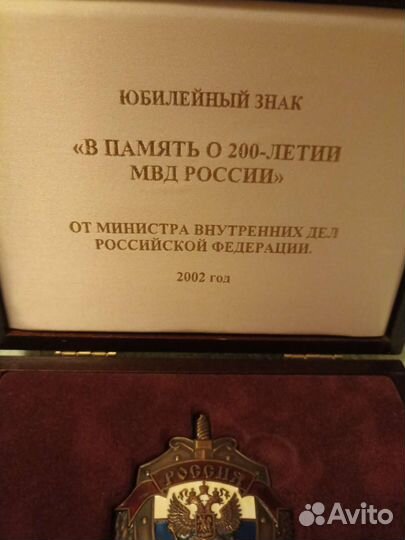 ЮБИЛЕЙНЫЙ ЗНАК
«В ПАМЯТЬ О 200-ЛЕТИИ
МВД РОССИИ»
ОТ МИНИСТРА ВНУТРЕННИХ ДЕЛ
РОССИЙСКОЙ ФЕДЕРАЦИИ.
2002 год
РОССИЯ
Avito